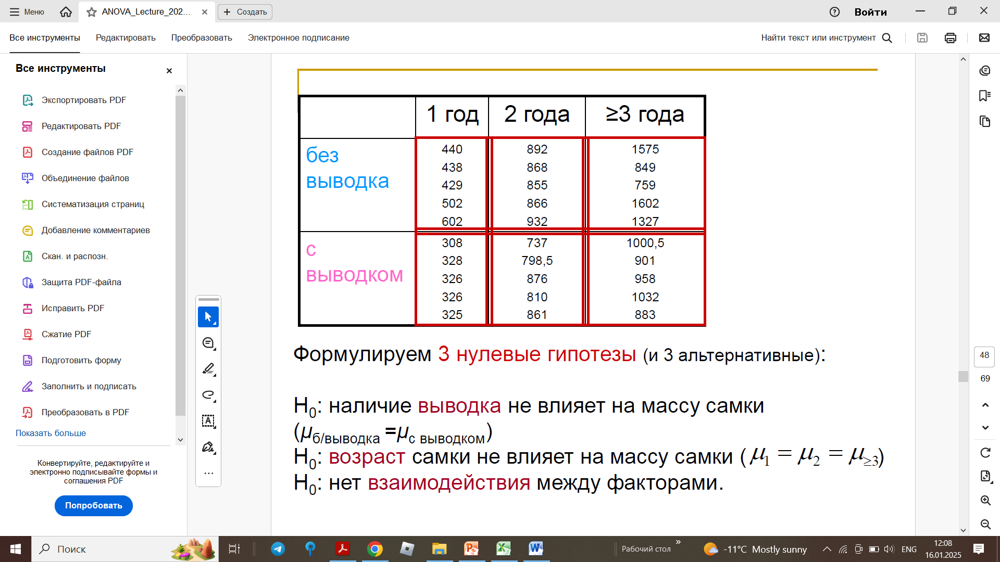 Меню
ANOVA_Lecture_202...
Создать
Войти
Все инструменты
Редактировать
Преобразовать
Электронное подписание
Найти текст или инструмент
Все инструменты
Экспортировать PDF
Редактировать PDF
Создание файлов PDF
Объединение файлов
Систематизация страниц
Добавление комментариев
Скан. и распозн.
Защита PDF-файла
Исправить PDF
Сжатие PDF
Подготовить форму
Заполнить и подписать
Преобразовать в PDF
Показать больше
Конвертируйте, редактируйте и
электронно подписывайте формы и
соглашения PDF
Попробовать
1 год 2 года ≥3 года
без
выводка
440 892 1575
438 868 849
429 855 759
502 866 1602
602 932 1327
с
выводком
308 737 1000,5
328 798,5 901
326 876 958
326 810 1032
325 861 883
Формулируем 3 нулевые гипотезы (и 3 альтернативные):
H0: наличие выводка не влияет на массу самки
(μб/выводка =μс выводком)
H0: возраст самки не влияет на массу самки (μ1 = μ2 = μ≥3)
H0: нет взаимодействия между факторами.
48
69
Поиск
Рабочий стол
-11°C Mostly sunny
ENG
12:08
16.01.2025